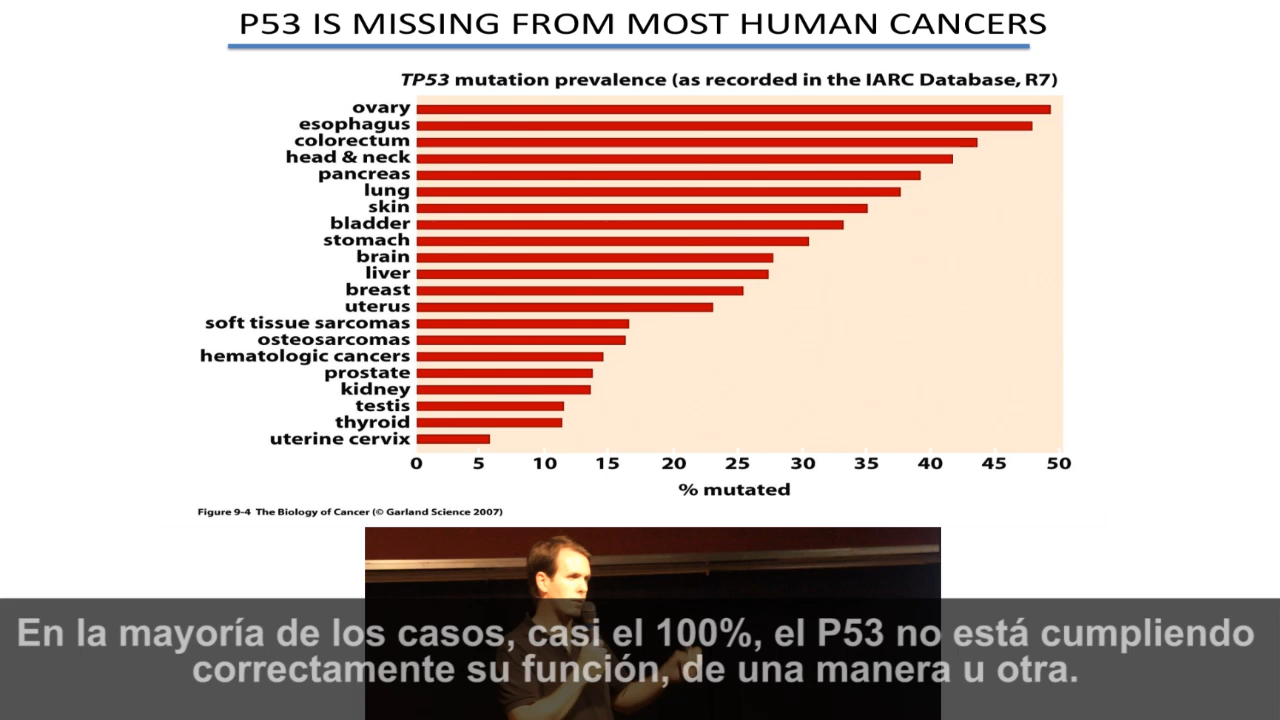 P53 IS MISSING FROM MOST HUMAN CANCERS
TP53 mutation prevalence (as recorded in the IARC Database, R7)
ovary
esophagus
colorectum
head & neck
pancreas
lung
skin
bladder
stomach
brain
liver
breast
uterus
soft tissue sarcomas
osteosarcomas
hematologic cancers
prostate
kidney
testis
thyroid
uterine cervix
0 5 10 15 20 25 30 35 40 45 50
% mutated
Figure 9-4 The Biology of Cancer (© Garland Science 2007)
En la mayoría de los casos, casi el 100%, el P53 no está cumpliendo
correctamente su función, de una manera u otra.